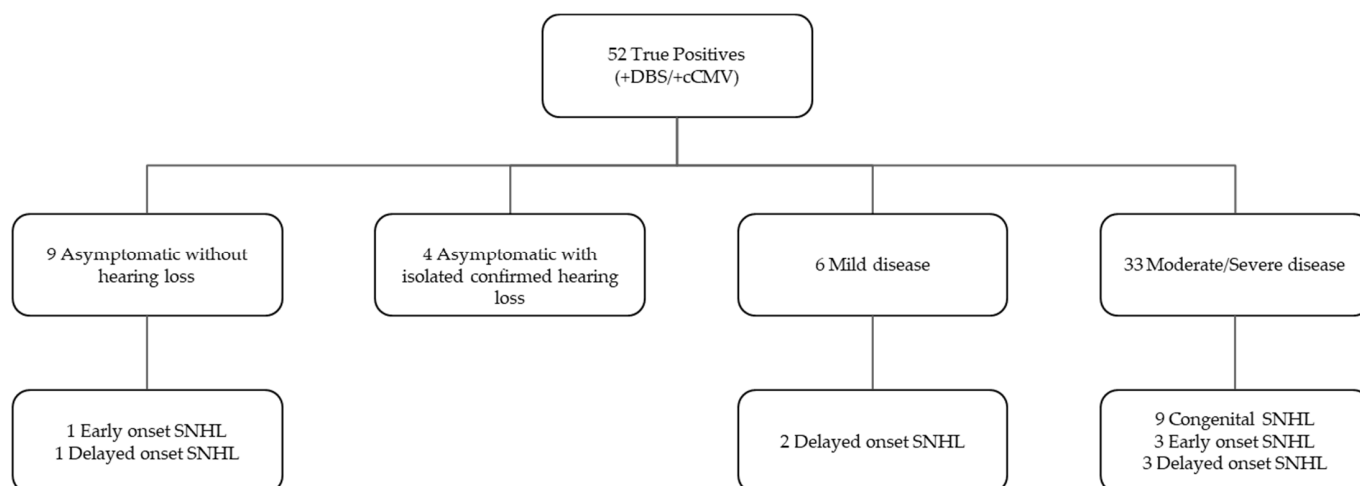 52 True Positives
(+DBS/+cCMV)
9 Asymptomatic without
hearing loss
4 Asymptomatic with
isolated confirmed hearing
loss
6 Mild disease
33 Moderate/Severe disease
1 Early onset SNHL
1 Delayed onset SNHL
2 Delayed onset SNHL
9 Congenital SNHL
3 Early onset SNHL
3 Delayed onset SNHL